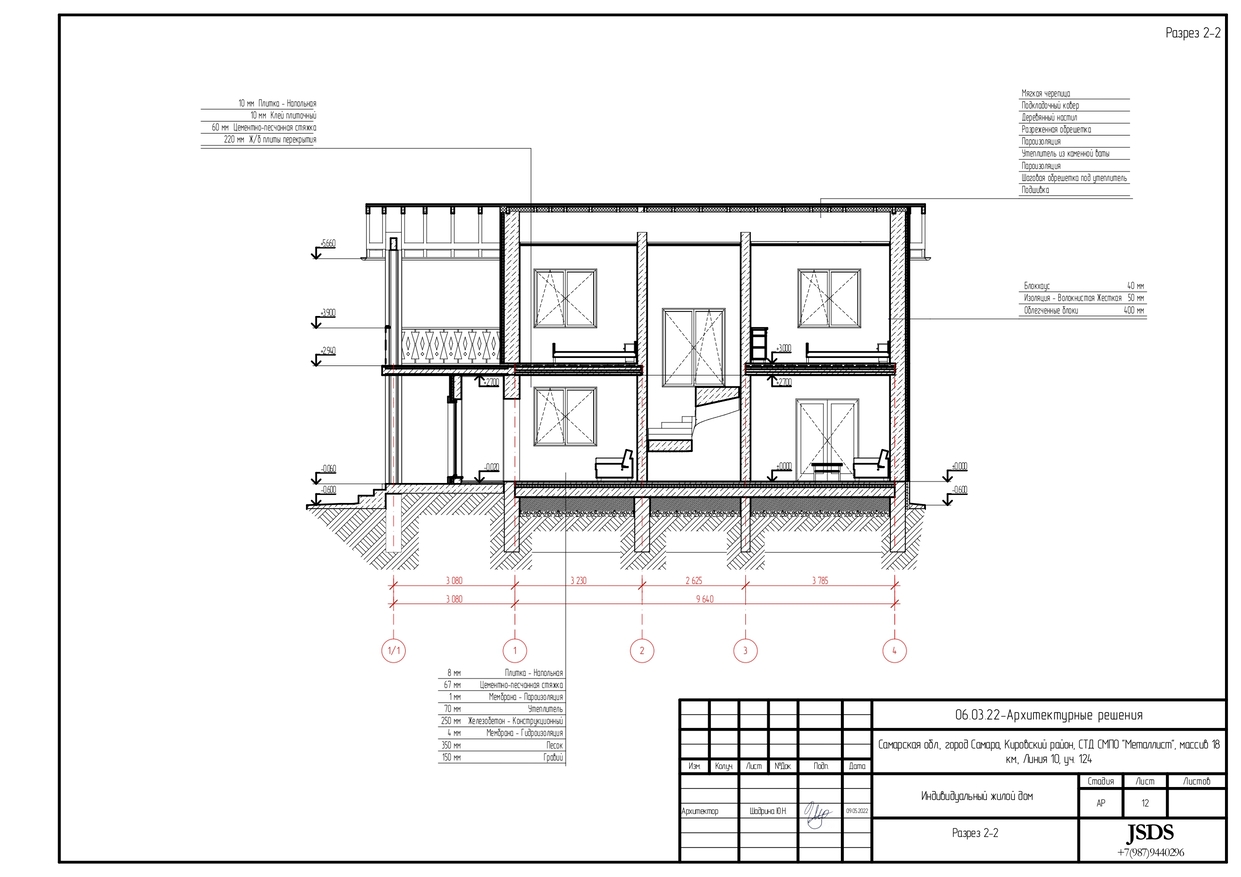 Разрез 2-2
10 мм Плитка - Напольная
10 мм Клей плиточный
60 мм Цементно-песчанная стяжка
220 мм Ж/б плиты перекрытия
Мягкая черепица
Подкладочный ковер
Деревянный настил
Разреженная обрешетка
Пароизоляция
Утеплитель из каменной ваты
Пароизоляция
Шаговая обрешетка под утеплитель
Подшивка
+5.660
+3.900
+2.940
-0.060
-0.600
Блокхаус 40 мм
Изоляция - Волокнистая Жесткая 50 мм
Облегченные блоки 400 мм
+3.000
+2.700
+2.700
-0.020
±0.000
±0.000
-0.600
3 080
3 230
2 625
3 785
3 080
9 640
1/1
1
2
3
4
8 мм Плитка - Напольная
67 мм Цементно-песчанная стяжка
1 мм Мембрана - Пароизоляция
70 мм Утеплитель
250 мм Железобетон - Конструкционный
4 мм Мембрана - Гидроизоляция
350 мм Песок
150 мм Гравий
06.03.22-Архитектурные решения
Самарская обл., город Самара, Кировский район, СТД СМПО "Металлист", массив 18
км, Линия 10, уч. 124
Изм. Колуч. Лист №Док. Подп. Дата
Индивидуальный жилой дом
Стадия Лист Листов
АР 12
Архитектор Шадрина Ю.Н. 09.05.2022
Разрез 2-2
JSDS
+7(987)9440296